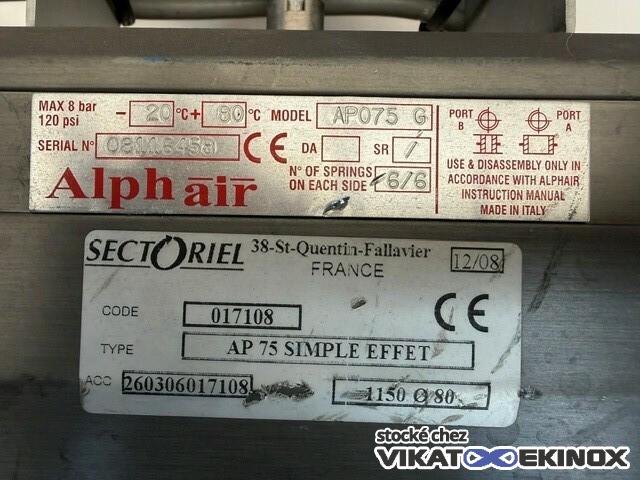 MAX 8 bar
120 psi
- 20 °C + 80 °C MODEL AP075 G
SERIAL N° CE DA SR /
Alphair
N° OF SPRINGS
ON EACH SIDE 6/6
PORT
B
PORT
A
USE & DISASSEMBLY ONLY IN
ACCORDANCE WITH ALPHAIR
INSTRUCTION MANUAL
MADE IN ITALY
SECTORIEL 38-St-Quentin-Fallavier
FRANCE
12/08
CODE 017108 CE
TYPE AP 75 SIMPLE EFFET
ACC 260306017108 1150 Ø 80
stocké chez
VIKATO EKINOX